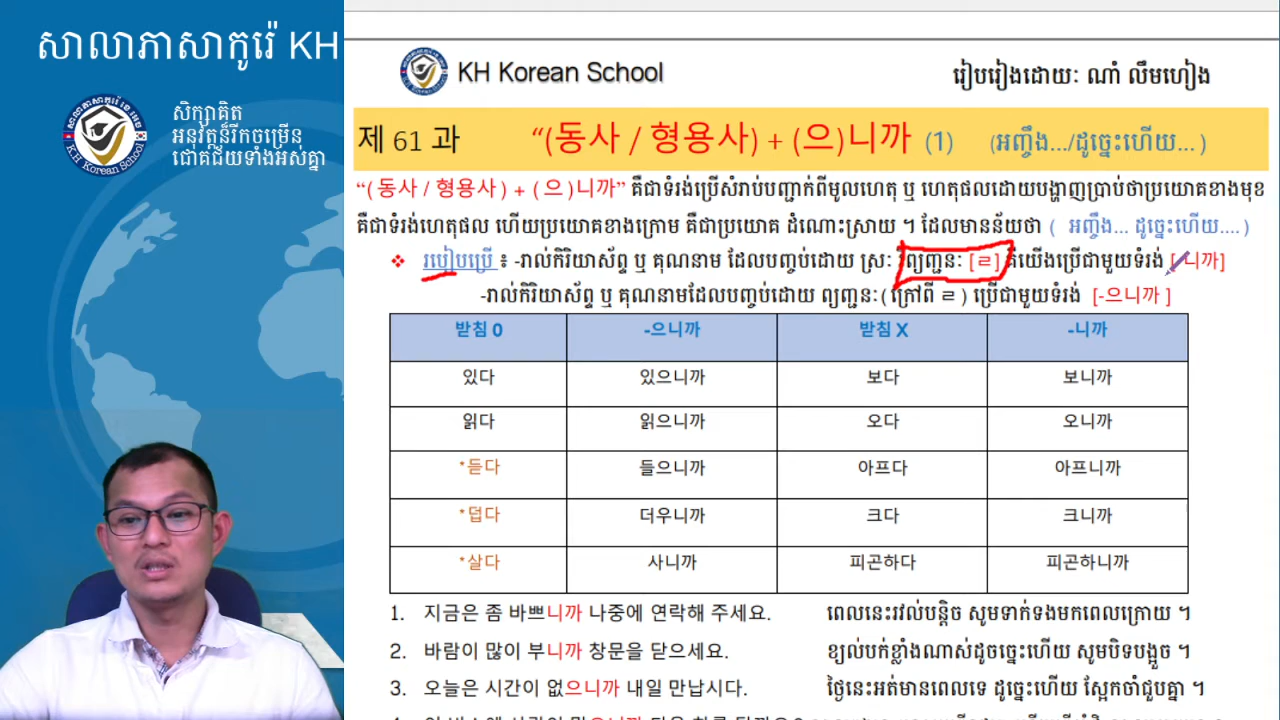 សាលាភាសាកូរ៉េ KH
សិក្សាគិត
អនុវត្តន៍រីកចម្រើន
ជោគជ័យទាំងអស់គ្នា
KH Korean School
រៀបរៀងដោយ: ណាំ លឹមហៀង
제 61 과 “(동사 / 형용사) + (으)니까 (1) (អញ្ចឹង.../ដូច្នេះហើយ... )
“(동사 / 형용사) + ( 으 )니까” គឺជាទំរង់ប្រើសំរាប់បញ្ជាក់ពីមូលហេតុ ឬ ហេតុផលដោយបង្ហាញប្រាប់ថាប្រយោគខាងមុខ
គឺជាទំរង់ហេតុផល ហើយប្រយោគខាងក្រោម គឺជាប្រយោគ ដំណោះស្រាយ ។ ដែលមានន័យថា ( អញ្ចឹង... ដូច្នេះហើយ.... )
❖ របៀបប្រើ ៖ -រាល់កិរិយាស័ព្ទ ឬ គុណនាម ដែលបញ្ចប់ដោយ ស្រៈ ព្យញ្ជនៈ [ㄹ] គឺយើងប្រើជាមួយទំរង់ [-니까]
-រាល់កិរិយាស័ព្ទ ឬ គុណនាមដែលបញ្ចប់ដោយ ព្យញ្ជនៈ( ក្រៅពី ㄹ ) ប្រើជាមួយទំរង់ [-으니까 ]
받침 0 -으니까 받침 X -니까
있다 있으니까 보다 보니까
읽다 읽으니까 오다 오니까
*듣다 들으니까 아프다 아프니까
*덥다 더우니까 크다 크니까
*살다 사니까 피곤하다 피곤하니까
1. 지금은 좀 바쁘니까 나중에 연락해 주세요. ពេលនេះរវល់បន្តិច សូមទាក់ទងមកពេលក្រោយ ។
2. 바람이 많이 부니까 창문을 닫으세요. ខ្យល់បក់ខ្លាំងណាស់ដូចច្នេះហើយ សូមបិទបង្អួច ។
3. 오늘은 시간이 없으니까 내일 만납시다. ថ្ងៃនេះអត់មានពេលទេ ដូច្នេះហើយ ស្អែកចាំជួបគ្នា ។